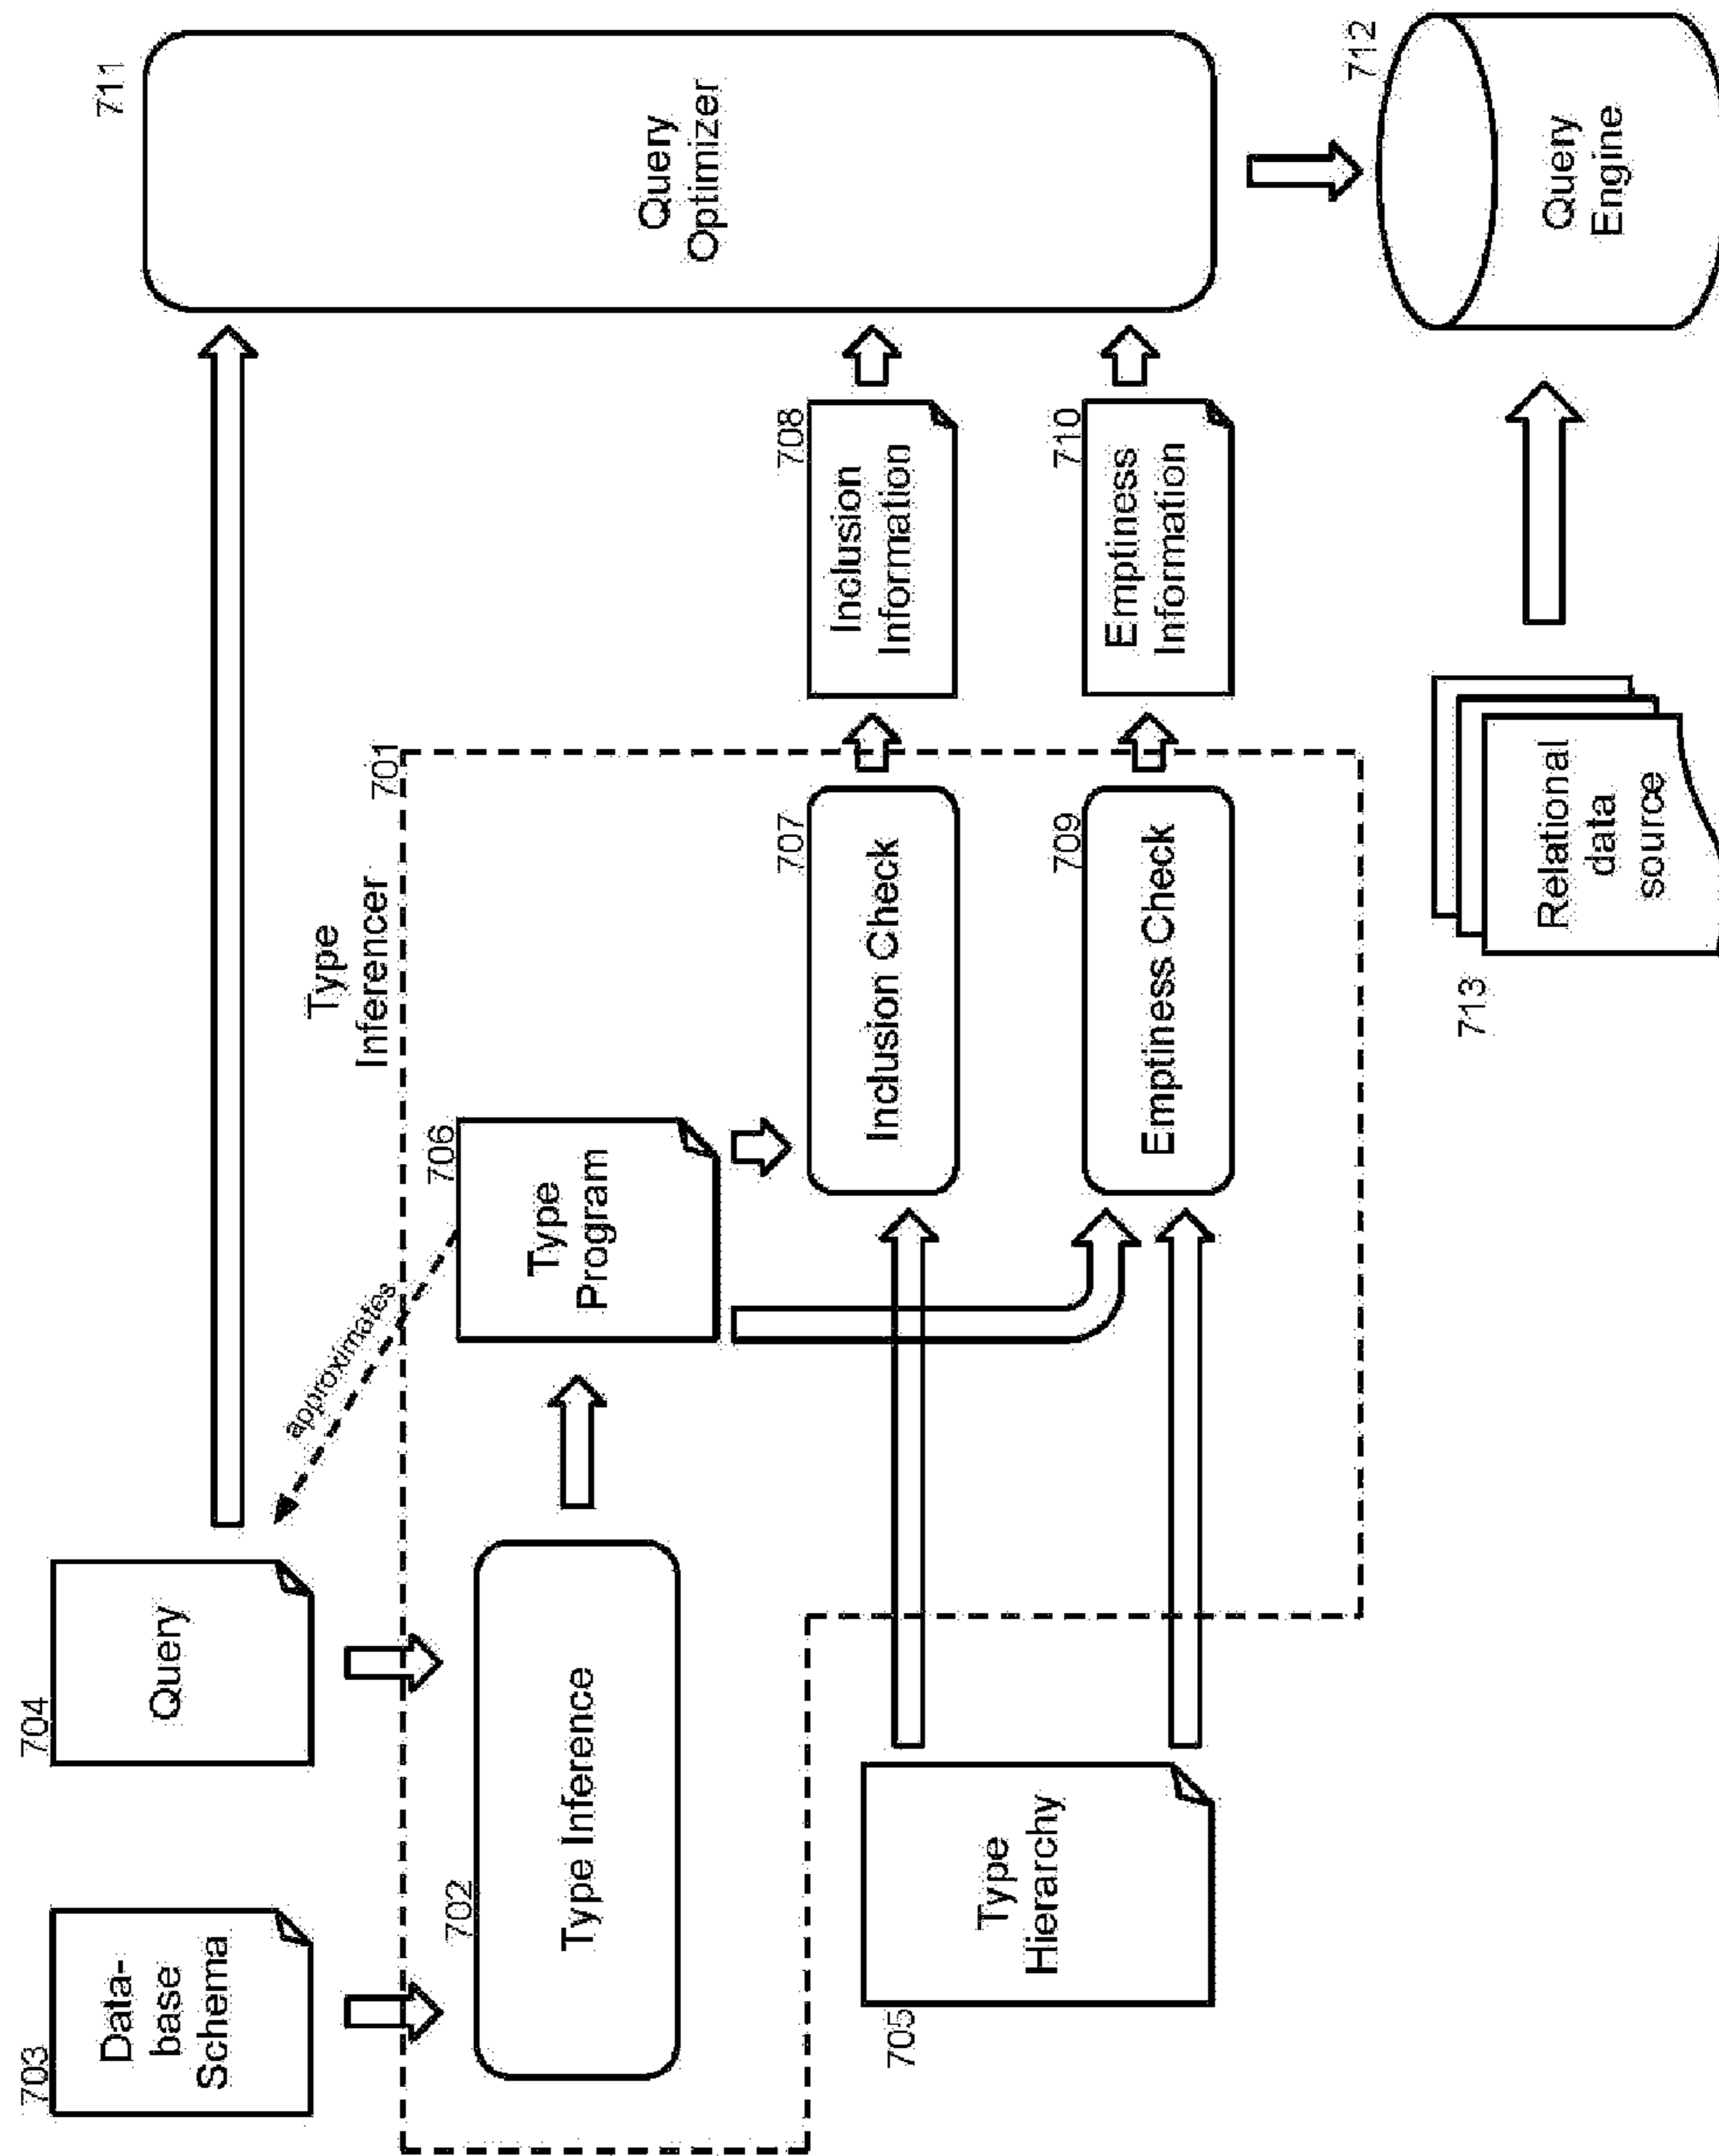 703
Data-
base
Schema
704
Query
711
Query
Optimizer
approximates
Type
Inferencer
701
702
Type Inference
706
Type
Program
707
Inclusion Check
708
Inclusion
Information
705
Type
Hierarchy
709
Emptiness Check
710
Emptiness
Information
712
Query
Engine
713
Relational
data
source